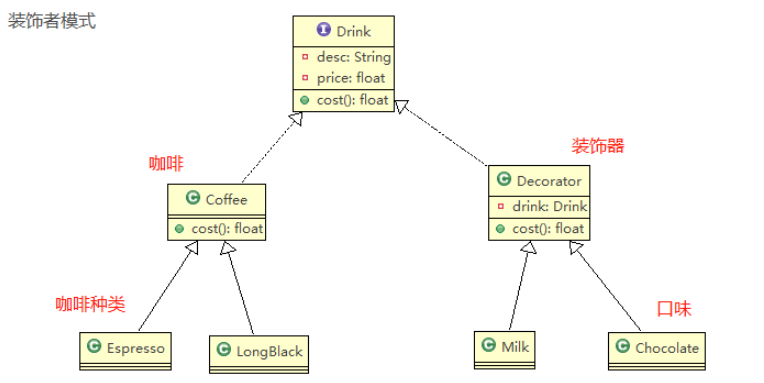 装饰者模式
I Drink
desc: String
price: float
cost(): float
咖啡
装饰器
C Coffee
cost(): float
C Decorator
drink: Drink
cost(): float
咖啡种类
口味
C Espresso
C LongBlack
C Milk
C Chocolate